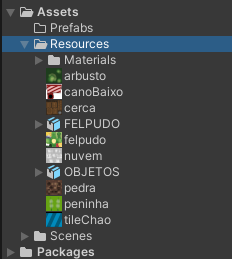 Assets
Prefabs
Resources
Materials
arbusto
canoBaixo
cerca
FELPUDO
felpudo
nuvem
OBJETOS
pedra
peninha
tileChao
Scenes
Packages